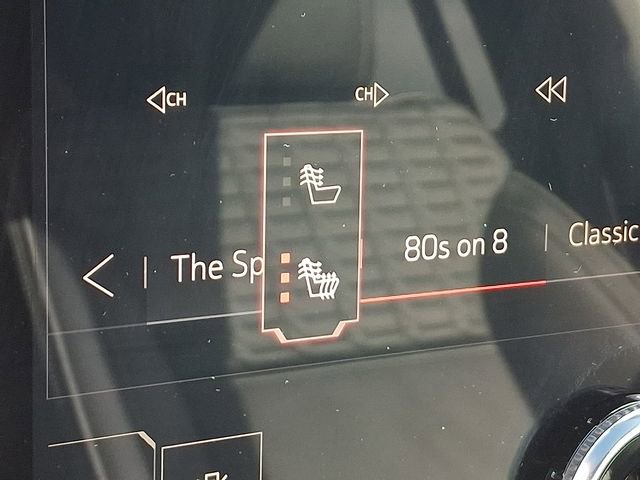 CH
CH
The Sp
80s on 8
Classic